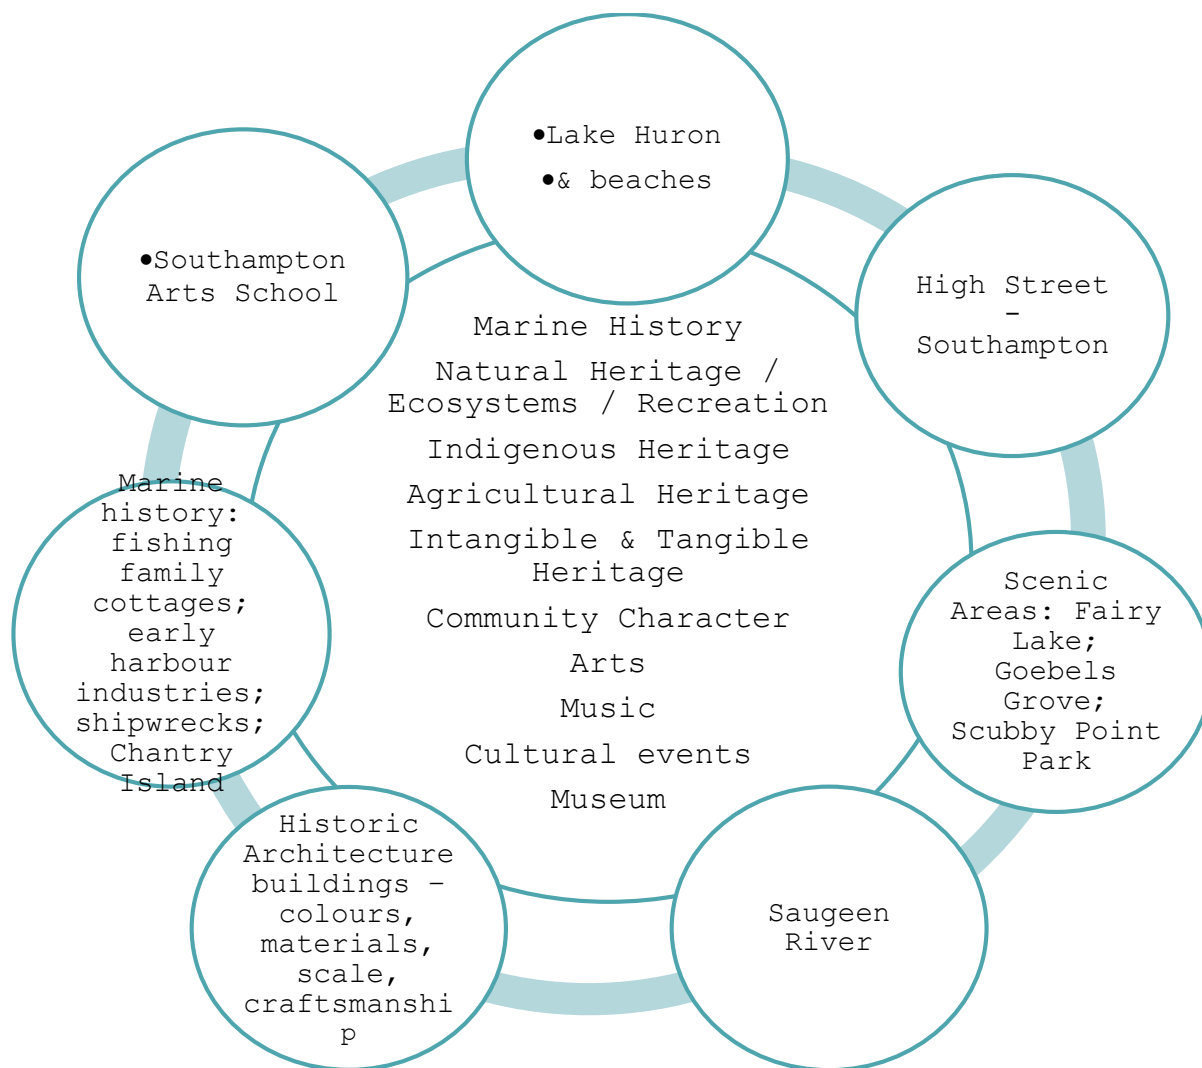 •Lake Huron
•& beaches
•Southampton
Arts School
High Street
–
Southampton
Marine History
Natural Heritage /
Ecosystems / Recreation
Indigenous Heritage
Agricultural Heritage
Intangible & Tangible
Heritage
Community Character
Arts
Music
Cultural events
Museum
Marine
history:
fishing
family
cottages;
early
harbour
industries;
shipwrecks;
Chantry
Island
Scenic
Areas: Fairy
Lake;
Goebels
Grove;
Scubby Point
Park
Historic
Architecture
buildings –
colours,
materials,
scale,
craftsmanshi
p
Saugeen
River